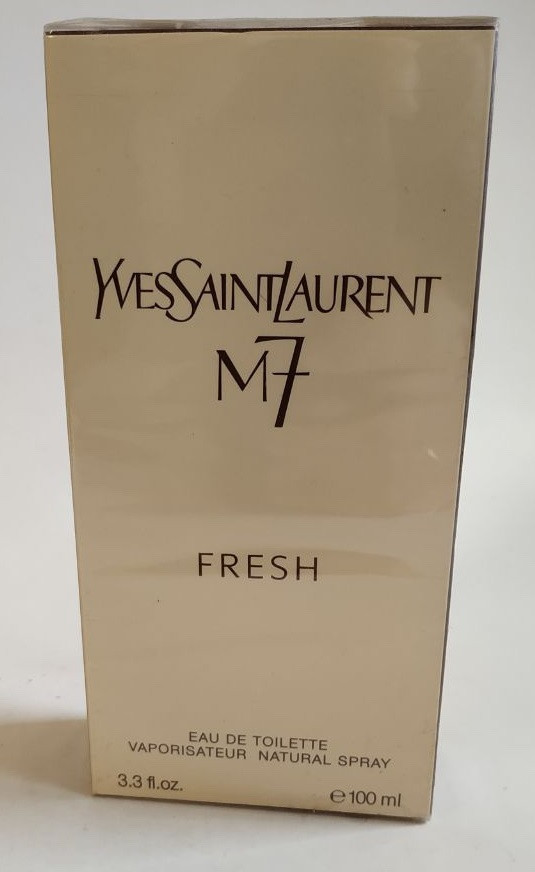 YVESSAINTLAURENT
M7
FRESH
EAU DE TOILETTE
VAPORISATEUR NATURAL SPRAY
3.3 fl.oz. ℮100 ml